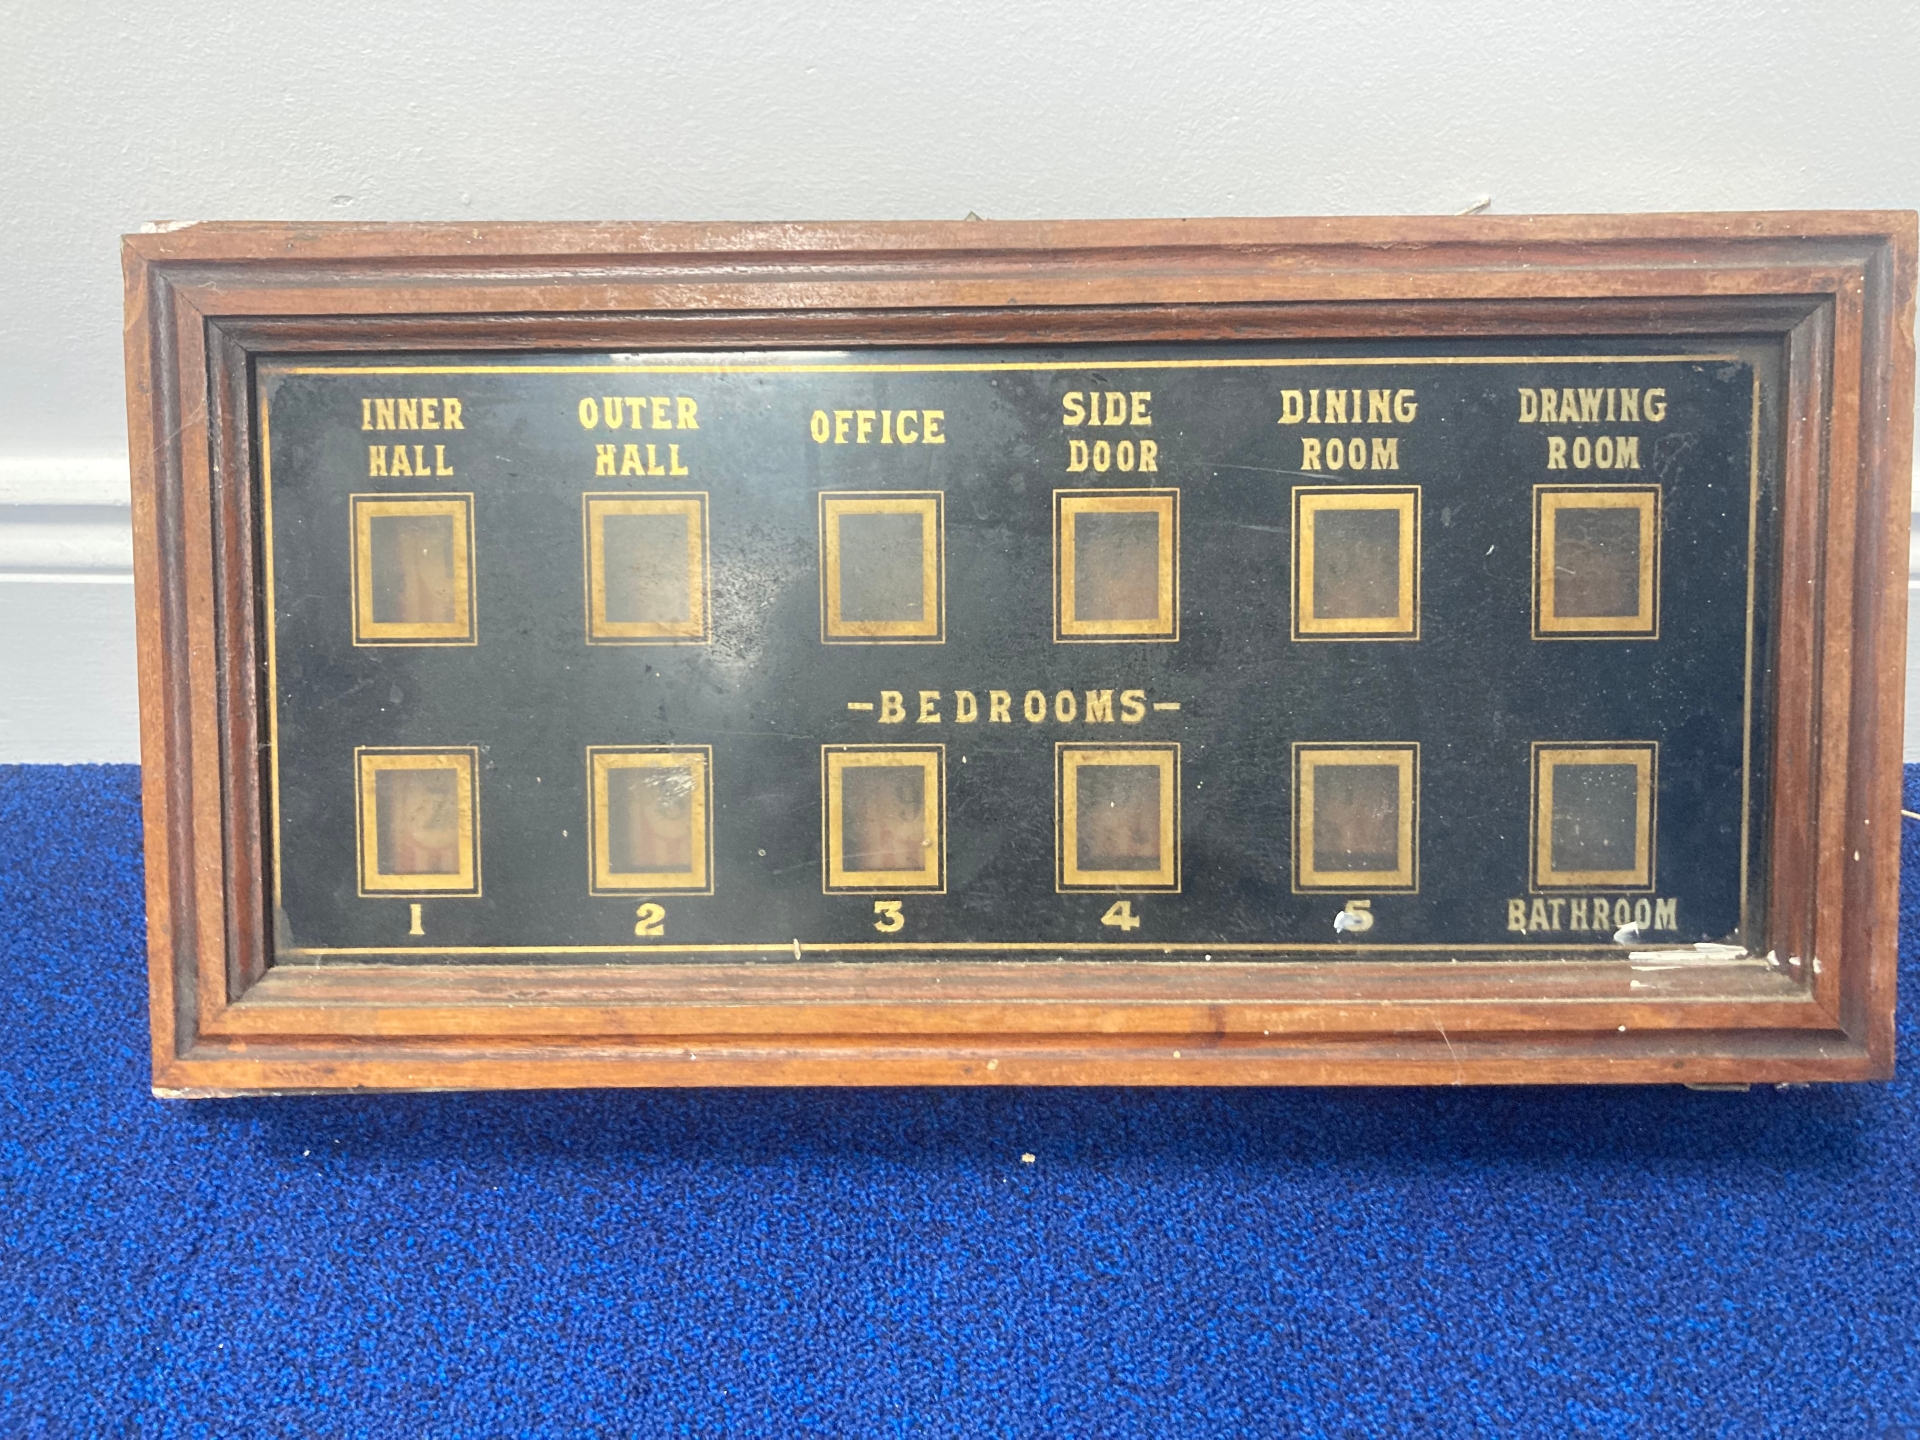 INNER HALL
OUTER HALL
OFFICE
SIDE DOOR
DINING ROOM
DRAWING ROOM
-BEDROOMS-
1 2 3 4 5 BATHROOM